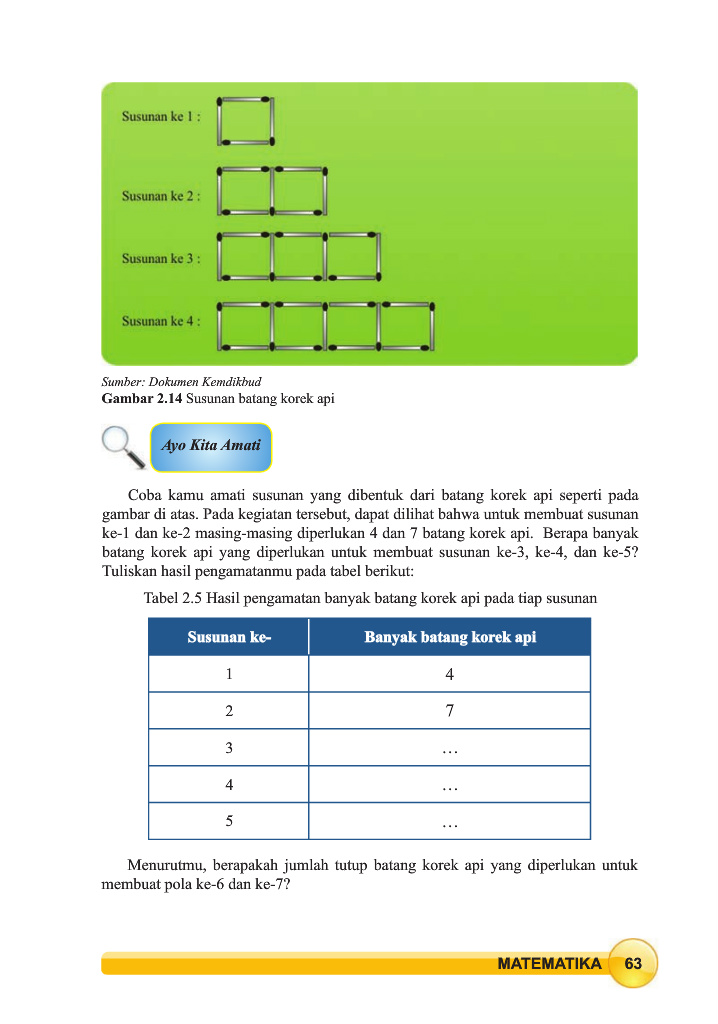 Susunan ke 1 :
Susunan ke 2 :
Susunan ke 3 :
Susunan ke 4 :
Sumber: Dokumen Kemdikbud
Gambar 2.14 Susunan batang korek api
Ayo Kita Amati
Coba kamu amati susunan yang dibentuk dari batang korek api seperti pada
gambar di atas. Pada kegiatan tersebut, dapat dilihat bahwa untuk membuat susunan
ke-1 dan ke-2 masing-masing diperlukan 4 dan 7 batang korek api. Berapa banyak
batang korek api yang diperlukan untuk membuat susunan ke-3, ke-4, dan ke-5?
Tuliskan hasil pengamatanmu pada tabel berikut:
Tabel 2.5 Hasil pengamatan banyak batang korek api pada tiap susunan
Susunan ke- Banyak batang korek api
1 4
2 7
3 …
4 …
5 …
Menurutmu, berapakah jumlah tutup batang korek api yang diperlukan untuk
membuat pola ke-6 dan ke-7?
MATEMATIKA 63